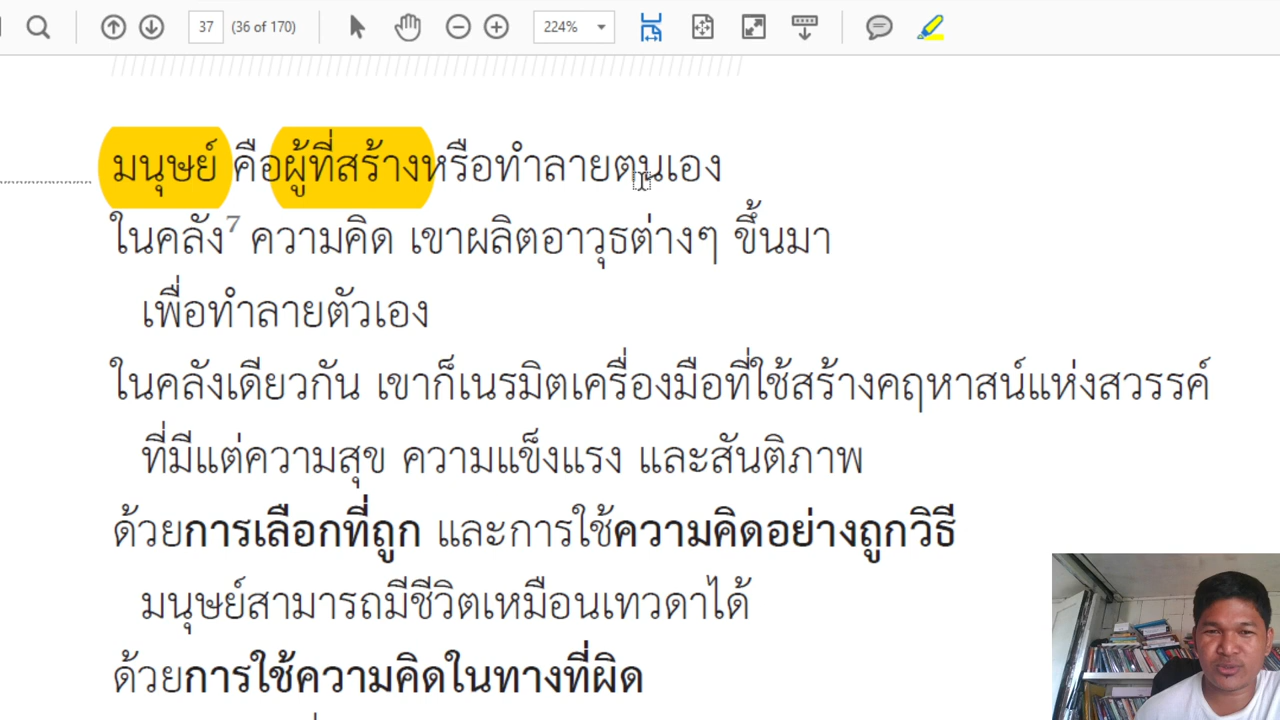 37 (36 of 170) 224%
มนุษย์ คือผู้ที่สร้างหรือทำลายตนเอง
ในคลัง7 ความคิด เขาผลิตอาวุธต่างๆ ขึ้นมา
เพื่อทำลายตัวเอง
ในคลังเดียวกัน เขาก็เนรมิตเครื่องมือที่ใช้สร้างคฤหาสน์แห่งสวรรค์
ที่มีแต่ความสุข ความแข็งแรง และสันติภาพ
ด้วยการเลือกที่ถูก และการใช้ความคิดอย่างถูกวิธี
มนุษย์สามารถมีชีวิตเหมือนเทวดาได้
ด้วยการใช้ความคิดในทางที่ผิด